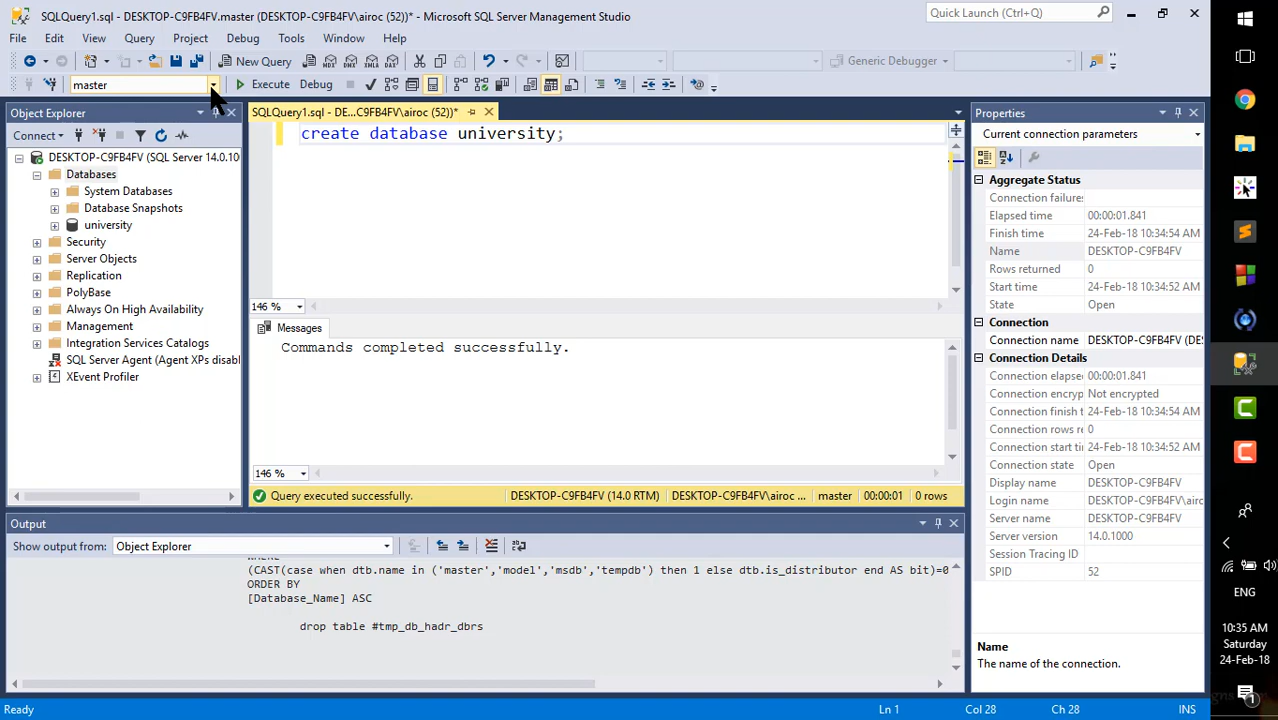 SQLQuery1.sql - DESKTOP-C9FB4FV.master (DESKTOP-C9FB4FV\airoc (52))* - Microsoft SQL Server Management Studio
Quick Launch (Ctrl+Q)
File Edit View Query Project Debug Tools Window Help
New Query
Generic Debugger
master
Execute Debug
Object Explorer
SQLQuery1.sql - DE...C9FB4FV\airoc (52))*
Properties
Connect
create database university;
Current connection parameters
DESKTOP-C9FB4FV (SQL Server 14.0.10
Databases
System Databases
Database Snapshots
university
Security
Server Objects
Replication
PolyBase
Always On High Availability
Management
Integration Services Catalogs
SQL Server Agent (Agent XPs disabl
XEvent Profiler
146 %
Messages
Commands completed successfully.
146 %
Query executed successfully.
DESKTOP-C9FB4FV (14.0 RTM) DESKTOP-C9FB4FV\airoc ... master 00:00:01 0 rows
Aggregate Status
Connection failures
Elapsed time 00:00:01.841
Finish time 24-Feb-18 10:34:54 AM
Name DESKTOP-C9FB4FV
Rows returned 0
Start time 24-Feb-18 10:34:52 AM
State Open
Connection
Connection name DESKTOP-C9FB4FV (DES
Connection Details
Connection elapse 00:00:01.841
Connection encryp Not encrypted
Connection finish t 24-Feb-18 10:34:54 AM
Connection rows re 0
Connection start tir 24-Feb-18 10:34:52 AM
Connection state Open
Display name DESKTOP-C9FB4FV
Login name DESKTOP-C9FB4FV\airoc
Server name DESKTOP-C9FB4FV
Server version 14.0.1000
Session Tracing ID
SPID 52
Name
The name of the connection.
Output
Show output from: Object Explorer
WHERE
(CAST(case when dtb.name in ('master','model','msdb','tempdb') then 1 else dtb.is_distributor end AS bit)=0
ORDER BY
[Database_Name] ASC
drop table #tmp_db_hadr_dbrs
Ready
Ln 1 Col 28 Ch 28 INS
ENG
10:35 AM
Saturday
24-Feb-18
1